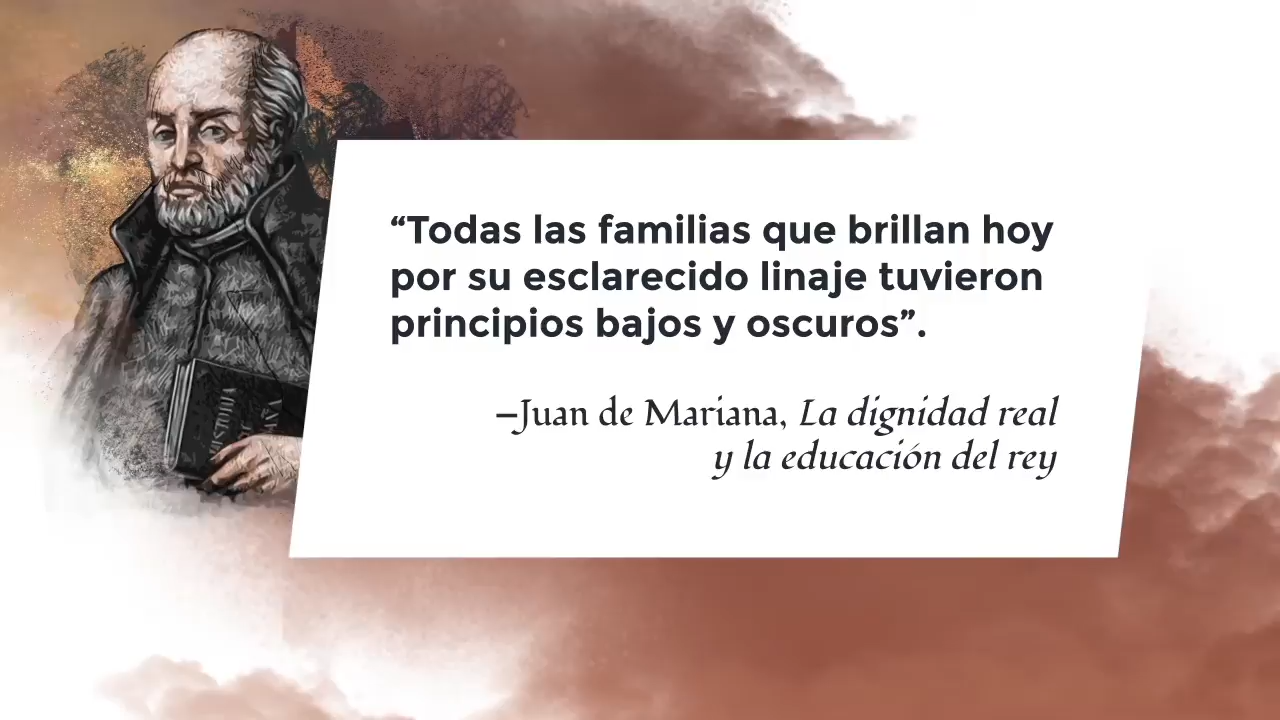 “Todas las familias que brillan hoy
por su esclarecido linaje tuvieron
principios bajos y oscuros”.
–Juan de Mariana, La dignidad real
y la educación del rey